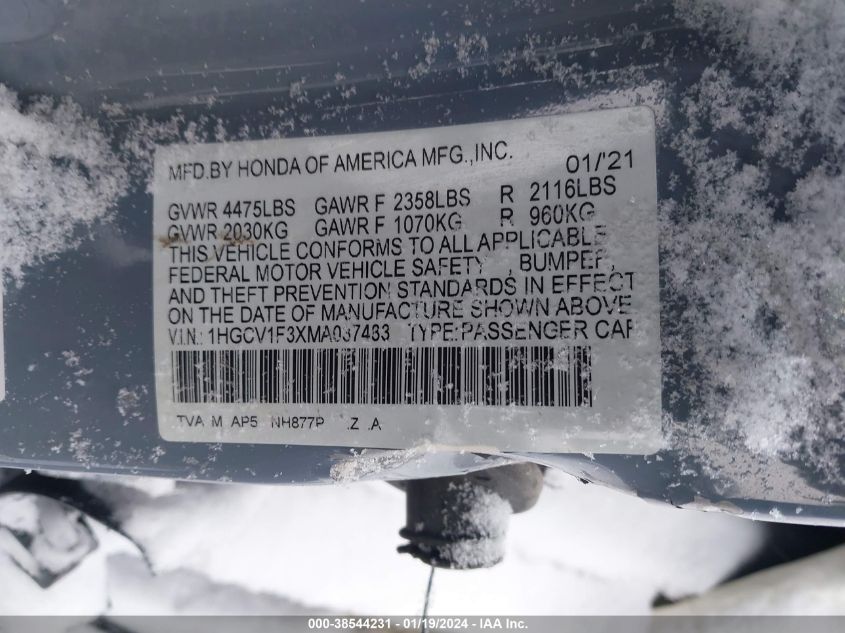 MFD.BY HONDA OF AMERICA MFG.,INC. 01/'21
GVWR 4475LBS GAWR F 2358LBS R 2116LBS
GVWR 2030KG GAWR F 1070KG R 960KG
THIS VEHICLE CONFORMS TO ALL APPLICABLE
FEDERAL MOTOR VEHICLE SAFETY , BUMPER,
AND THEFT PREVENTION STANDARDS IN EFFECT
ON THE DATE OF MANUFACTURE SHOWN ABOVE
V.I.N.: TYPE:PASSENGER CAR
TVA M AP5 NH877P Z A
000-38544231 - 01/19/2024 - IAA Inc.